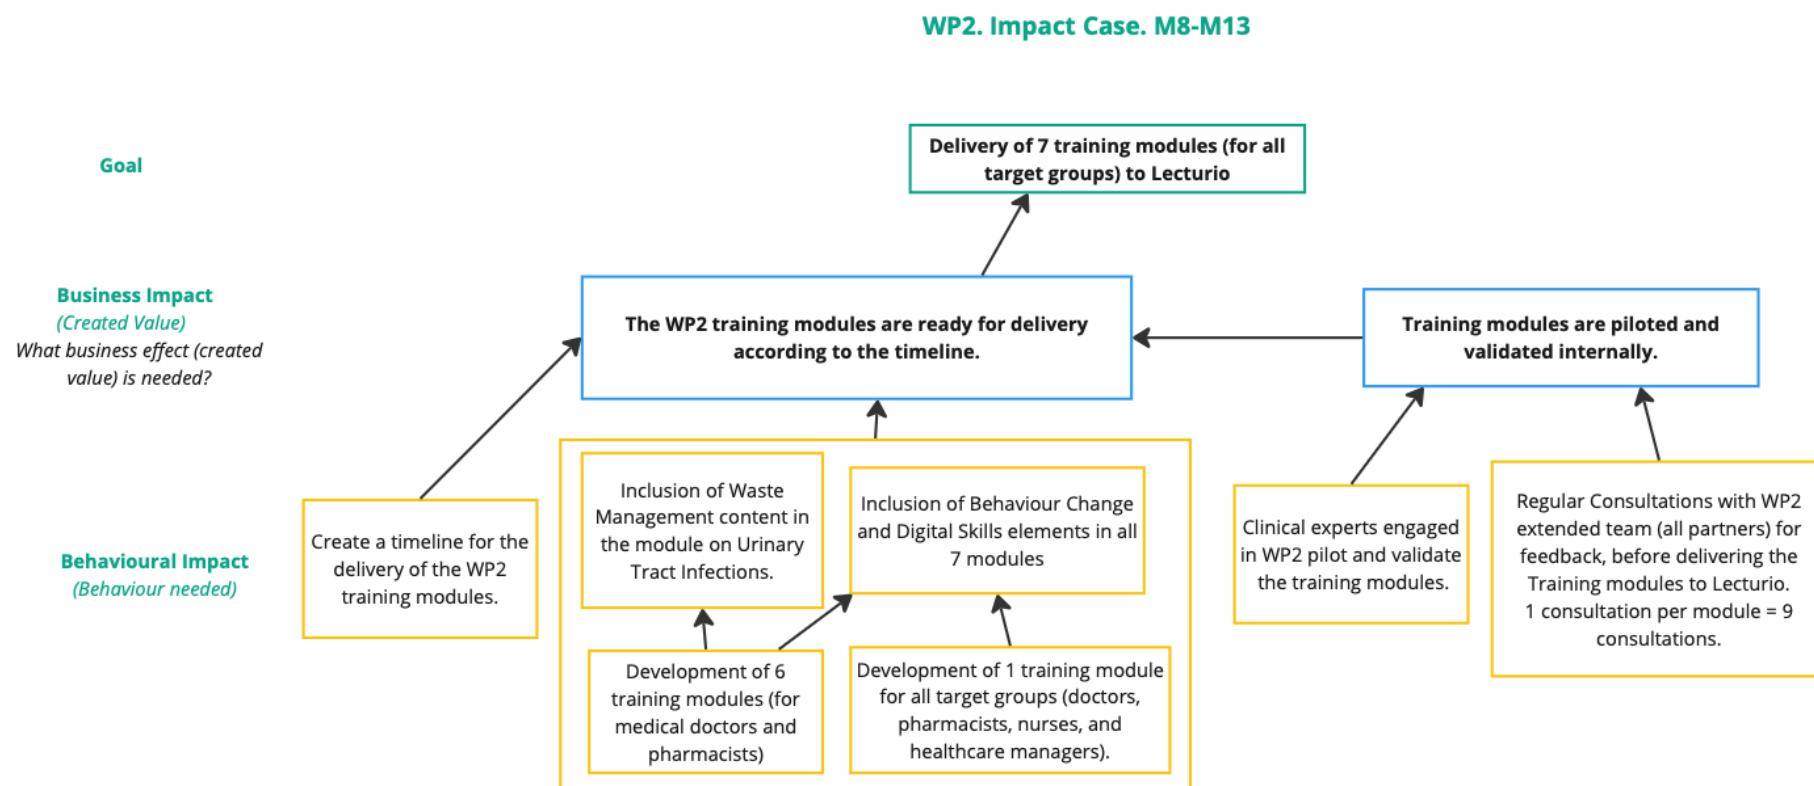 WP2. Impact Case. M8-M13
Goal
Delivery of 7 training modules (for all
target groups) to Lecturio
Business Impact
(Created Value)
What business effect (created
value) is needed?
The WP2 training modules are ready for delivery
according to the timeline.
Training modules are piloted and
validated internally.
Behavioural Impact
(Behaviour needed)
Create a timeline for the
delivery of the WP2
training modules.
Inclusion of Waste
Management content in
the module on Urinary
Tract Infections.
Inclusion of Behaviour Change
and Digital Skills elements in all
7 modules
Development of 6
training modules (for
medical doctors and
pharmacists)
Development of 1 training module
for all target groups (doctors,
pharmacists, nurses, and
healthcare managers).
Clinical experts engaged
in WP2 pilot and validate
the training modules.
Regular Consultations with WP2
extended team (all partners) for
feedback, before delivering the
Training modules to Lecturio.
1 consultation per module = 9
consultations.